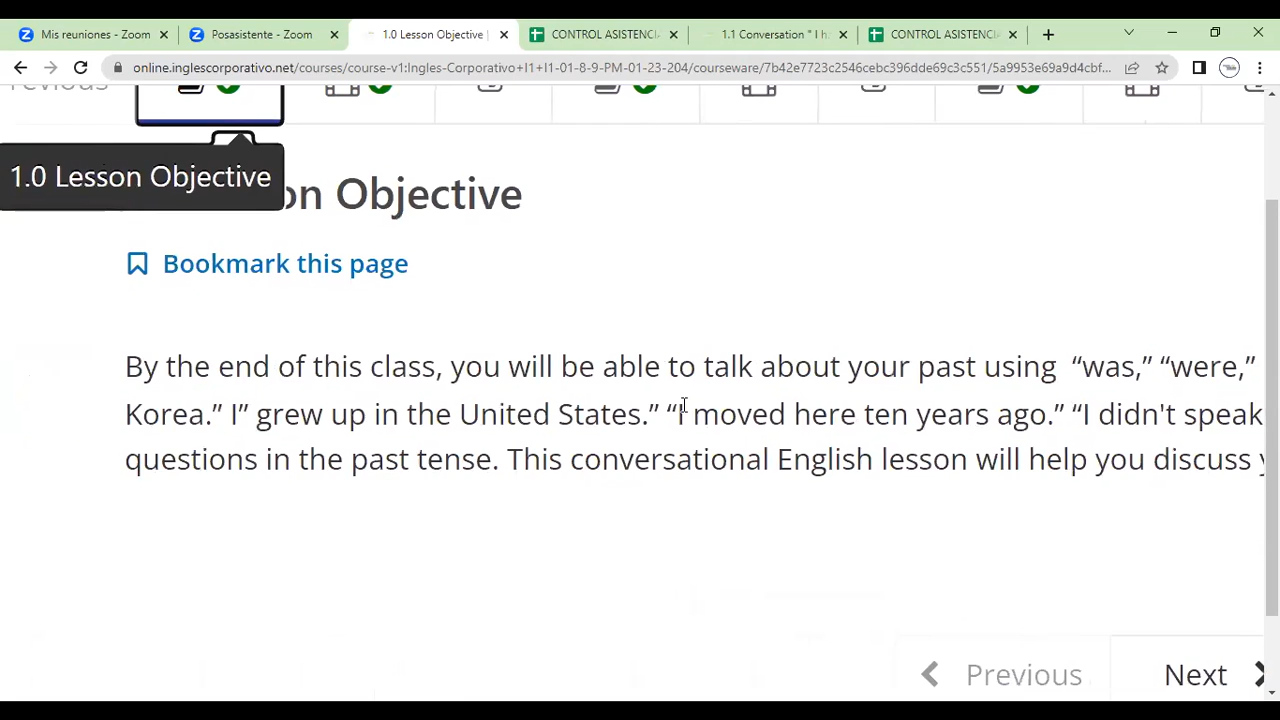 Mis reuniones - Zoom
Posasistente - Zoom
1.0 Lesson Objective |
CONTROL ASISTENCI
1.1 Conversation " I h
CONTROL ASISTENCI
online.inglescorporativo.net/courses/course-v1:Ingles-Corporativo+I1+I1-01-8-9-PM-01-23-204/courseware/7b42e7723c2546cebc396dde69c3c551/5a9953e69a9d4cbf...
1.0 Lesson Objective
on Objective
Bookmark this page
By the end of this class, you will be able to talk about your past using “was,” “were,”
Korea.” I” grew up in the United States.” “I moved here ten years ago.” “I didn't speak
questions in the past tense. This conversational English lesson will help you discuss y
Previous
Next